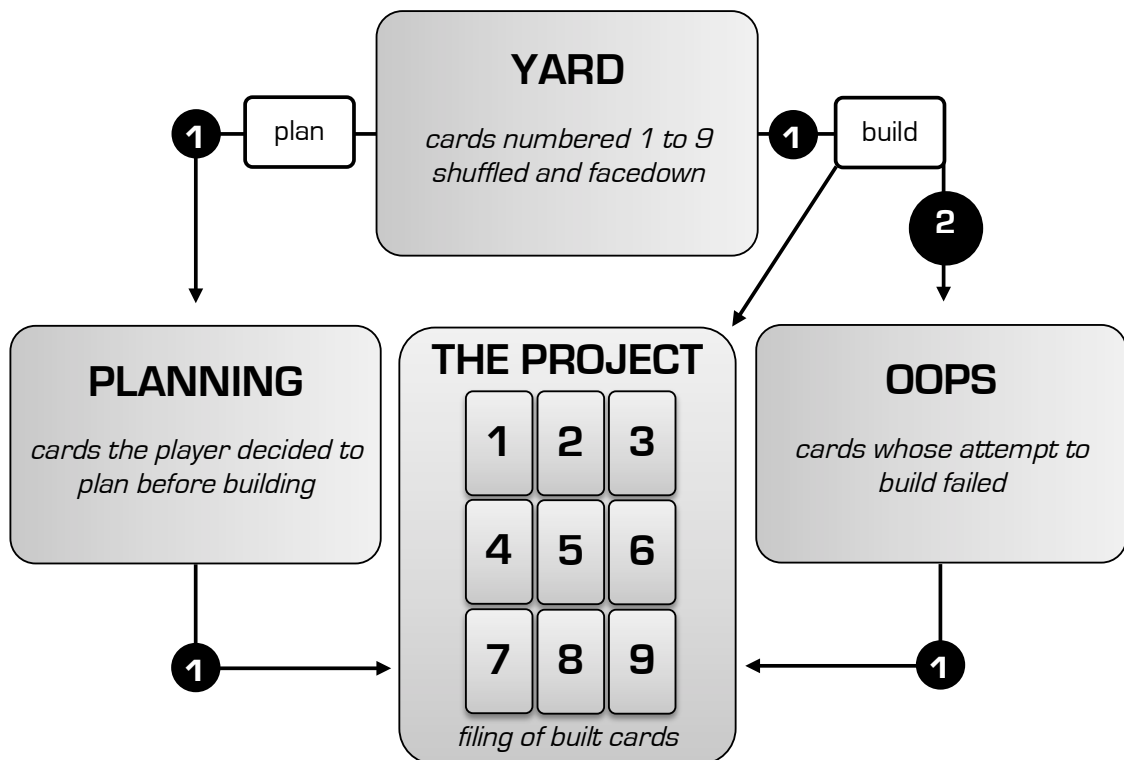 YARD
cards numbered 1 to 9
shuffled and facedown
1
plan
1
build
2
PLANNING
cards the player decided to
plan before building
THE PROJECT
1 2 3
4 5 6
7 8 9
filing of built cards
OOPS
cards whose attempt to
build failed
1
1